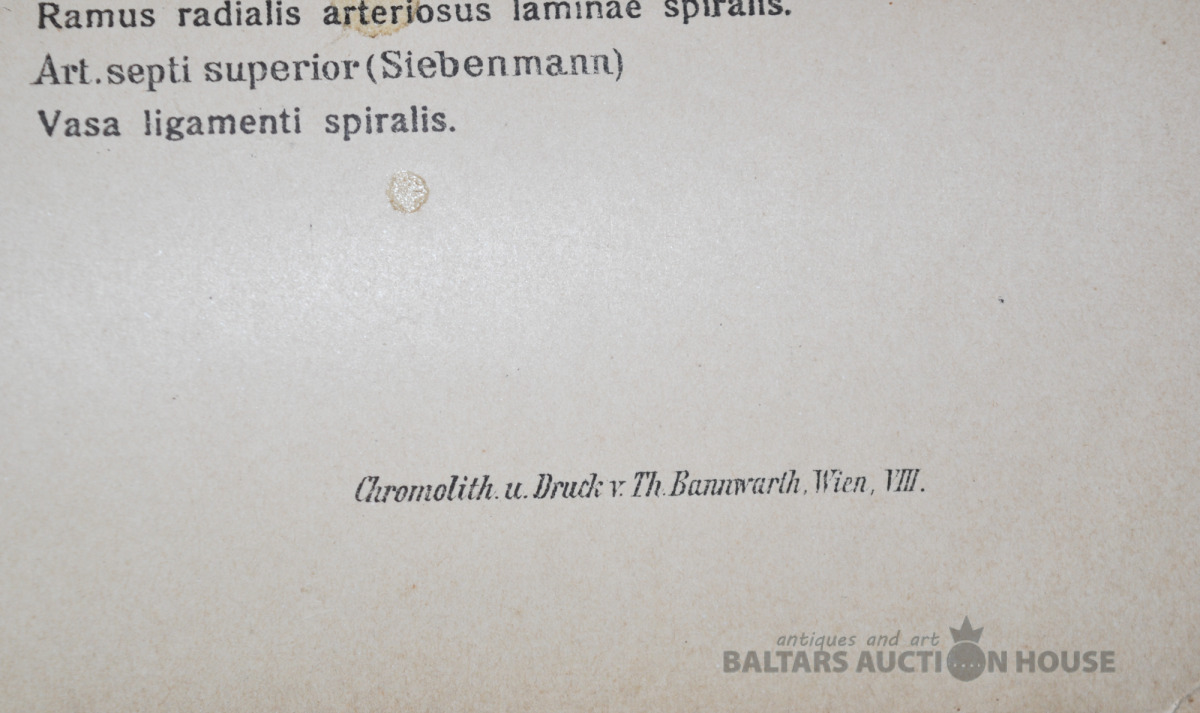 Ramus radialis arteriosus laminae spiralis.
Art. septi superior (Siebenmann)
Vasa ligamenti spiralis.
Chromolith. u. Druck v. Th. Bannwarth, Wien, VIII.
antiques and art
BALTARS AUCTION HOUSE